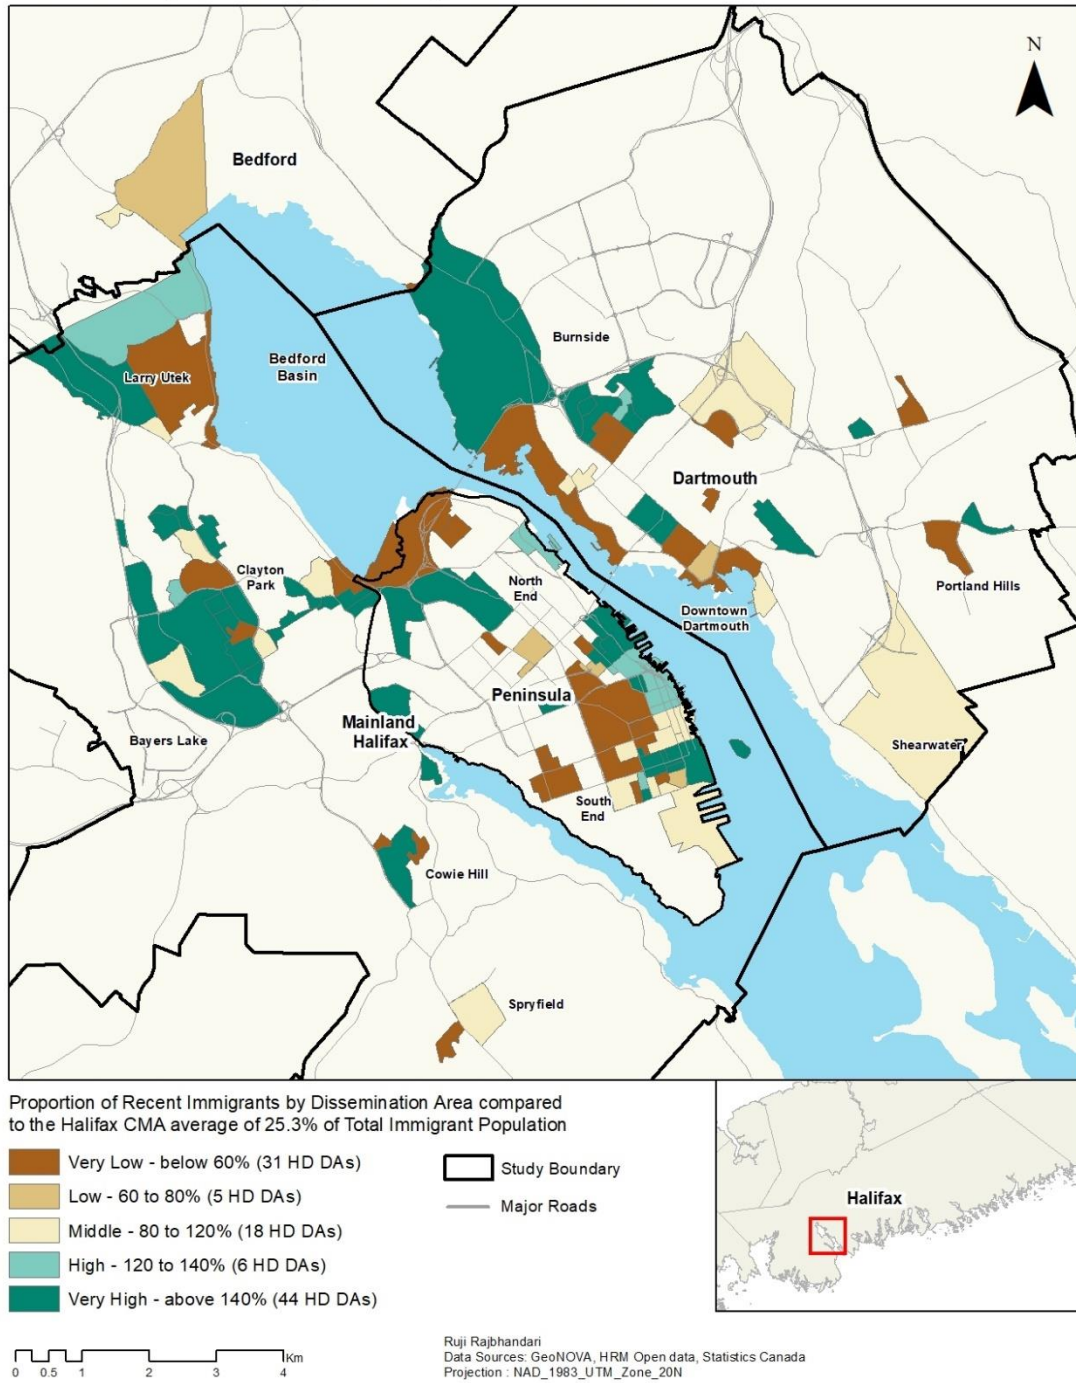 N
Bedford
Burnside
Bedford
Basin
Larry Utek
Dartmouth
Clayton
Park
North
End
Portland Hills
Downtown
Dartmouth
Peninsula
Mainland
Halifax
Bayers Lake
Shearwater
South
End
Cowie Hill
Spryfield
Proportion of Recent Immigrants by Dissemination Area compared
to the Halifax CMA average of 25.3% of Total Immigrant Population
Very Low - below 60% (31 HD DAs)
Low - 60 to 80% (5 HD DAs)
Middle - 80 to 120% (18 HD DAs)
High - 120 to 140% (6 HD DAs)
Very High - above 140% (44 HD DAs)
Study Boundary
Major Roads
Halifax
Km
0 0.5 1 2 3 4
Ruji Rajbhandari
Data Sources: GeoNOVA, HRM Open data, Statistics Canada
Projection : NAD_1983_UTM_Zone_20N